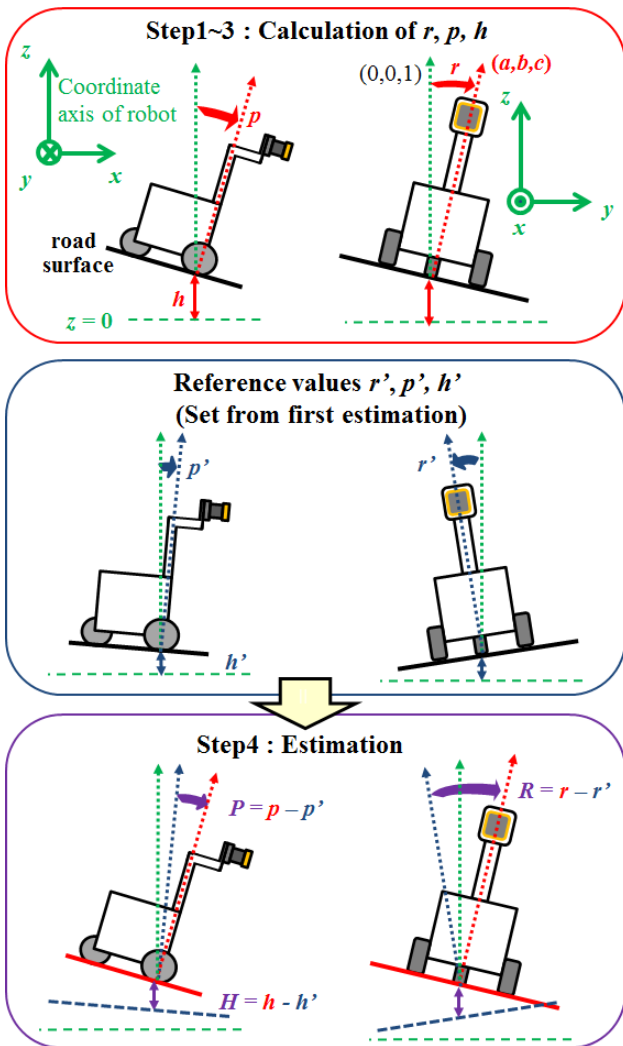 Step1~3 : Calculation of r, p, h
z
Coordinate
axis of robot
y
x
p
(0,0,1)
r
(a,b,c)
z
x
y
road
surface
h
z = 0
Reference values r’, p’, h’
(Set from first estimation)
p’
r’
h’
Step4 : Estimation
P = p – p’
R = r – r’
H = h - h’